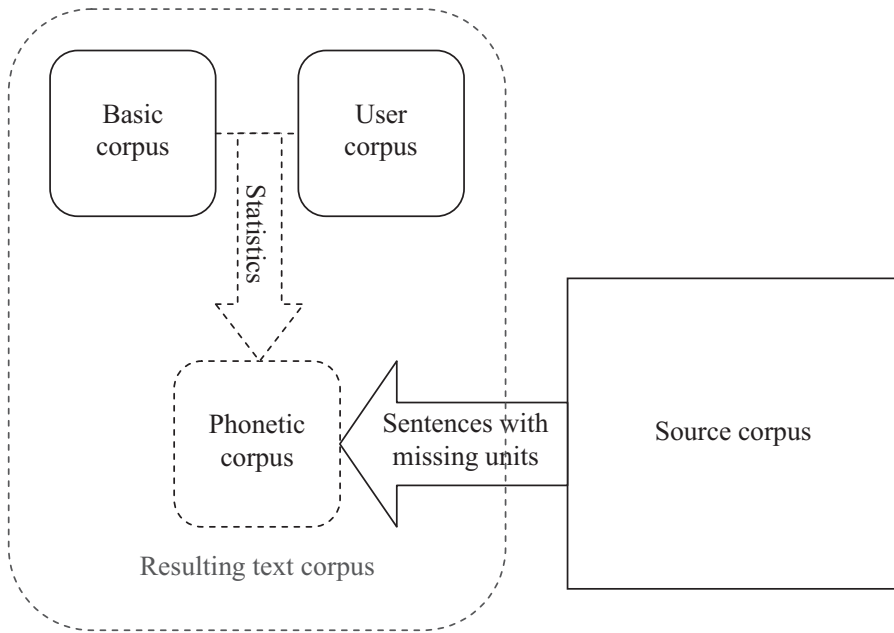 Basic
corpus
User
corpus
Statistics
Phonetic
corpus
Sentences with
missing units
Source corpus
Resulting text corpus